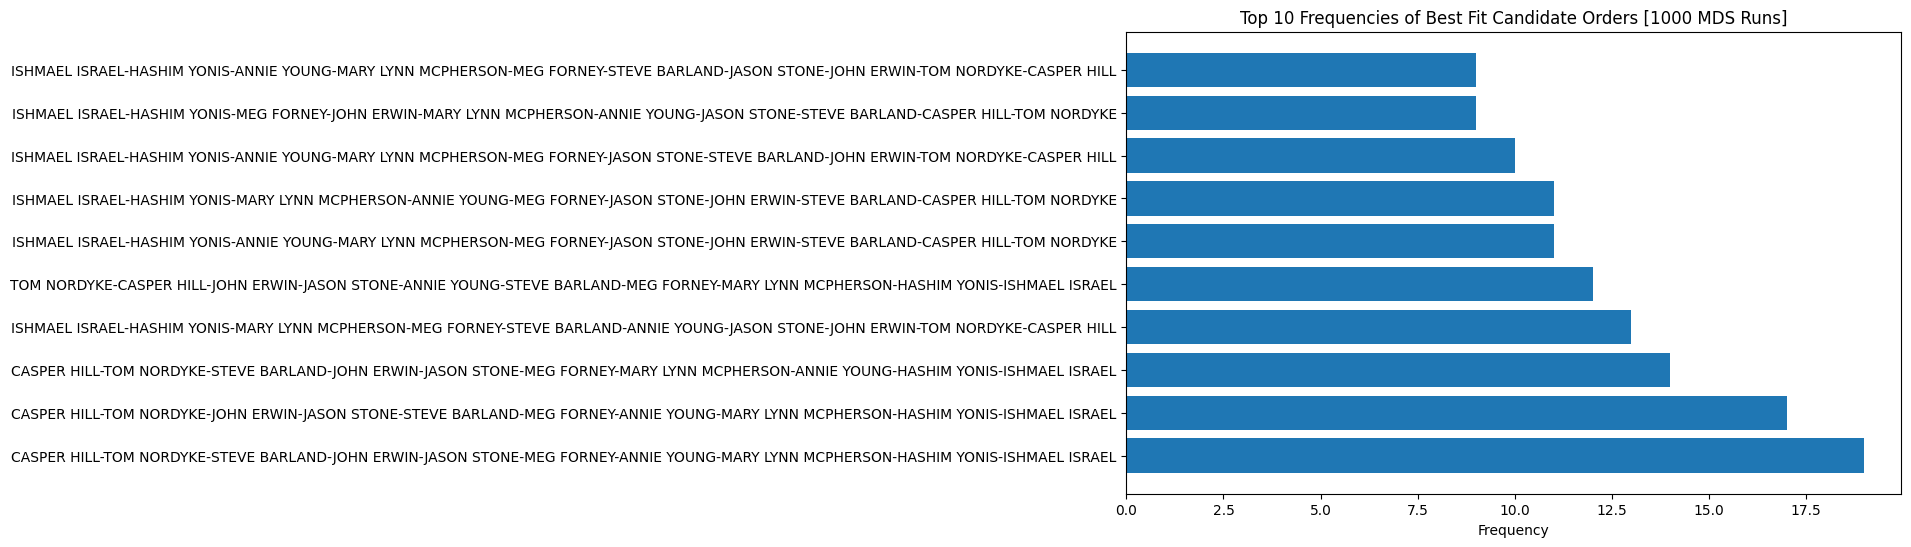 Top 10 Frequencies of Best Fit Candidate Orders [1000 MDS Runs]
ISHMAEL ISRAEL-HASHIM YONIS-ANNIE YOUNG-MARY LYNN MCPHERSON-MEG FORNEY-STEVE BARLAND-JASON STONE-JOHN ERWIN-TOM NORDYKE-CASPER HILL
ISHMAEL ISRAEL-HASHIM YONIS-MEG FORNEY-JOHN ERWIN-MARY LYNN MCPHERSON-ANNIE YOUNG-JASON STONE-STEVE BARLAND-CASPER HILL-TOM NORDYKE
ISHMAEL ISRAEL-HASHIM YONIS-ANNIE YOUNG-MARY LYNN MCPHERSON-MEG FORNEY-JASON STONE-STEVE BARLAND-JOHN ERWIN-TOM NORDYKE-CASPER HILL
ISHMAEL ISRAEL-HASHIM YONIS-MARY LYNN MCPHERSON-ANNIE YOUNG-MEG FORNEY-JASON STONE-JOHN ERWIN-STEVE BARLAND-CASPER HILL-TOM NORDYKE
ISHMAEL ISRAEL-HASHIM YONIS-ANNIE YOUNG-MARY LYNN MCPHERSON-MEG FORNEY-JASON STONE-JOHN ERWIN-STEVE BARLAND-CASPER HILL-TOM NORDYKE
TOM NORDYKE-CASPER HILL-JOHN ERWIN-JASON STONE-ANNIE YOUNG-STEVE BARLAND-MEG FORNEY-MARY LYNN MCPHERSON-HASHIM YONIS-ISHMAEL ISRAEL
ISHMAEL ISRAEL-HASHIM YONIS-MARY LYNN MCPHERSON-MEG FORNEY-STEVE BARLAND-ANNIE YOUNG-JASON STONE-JOHN ERWIN-TOM NORDYKE-CASPER HILL
CASPER HILL-TOM NORDYKE-STEVE BARLAND-JOHN ERWIN-JASON STONE-MEG FORNEY-MARY LYNN MCPHERSON-ANNIE YOUNG-HASHIM YONIS-ISHMAEL ISRAEL
CASPER HILL-TOM NORDYKE-JOHN ERWIN-JASON STONE-STEVE BARLAND-MEG FORNEY-ANNIE YOUNG-MARY LYNN MCPHERSON-HASHIM YONIS-ISHMAEL ISRAEL
CASPER HILL-TOM NORDYKE-STEVE BARLAND-JOHN ERWIN-JASON STONE-MEG FORNEY-ANNIE YOUNG-MARY LYNN MCPHERSON-HASHIM YONIS-ISHMAEL ISRAEL
0.0 2.5 5.0 7.5 10.0 12.5 15.0 17.5
Frequency